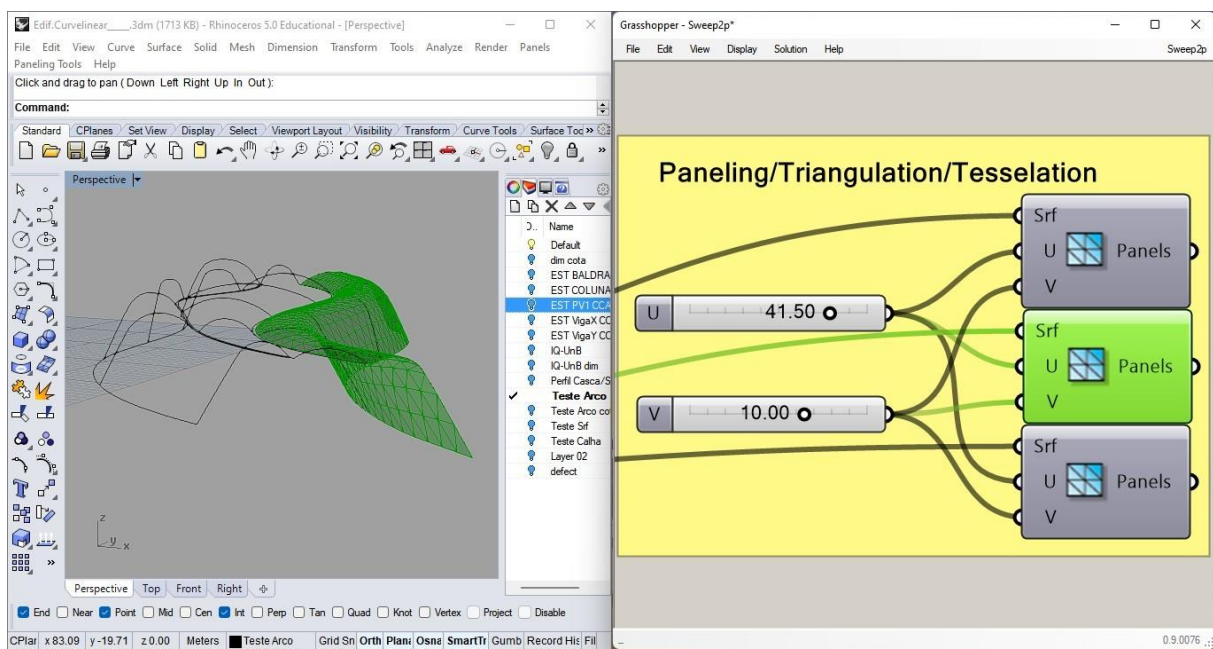 Edif.Curvelinear____.3dm (1713 KB) - Rhinoceros 5.0 Educational - [Perspective]
File Edit View Curve Surface Solid Mesh Dimension Transform Tools Analyze Render Panels
Paneling Tools Help
Click and drag to pan ( Down Left Right Up In Out ):
Command:
Standard CPlanes Set View Display Select Viewport Layout Visibility Transform Curve Tools Surface Too »
»
Perspective
z
y x
D.. Name
Default
dim cota
EST BALDRA
EST COLUNA
EST PV1 CCA
EST VigaX CC
EST VigaY CC
IQ-UnB
IQ-UnB dim
Perfil Casca/S
Teste Arco
Teste Arco cot
Teste Srf
Teste Calha
Layer 02
defect
»
Perspective Top Front Right
End Near Point Mid Cen Int Perp Tan Quad Knot Vertex Project Disable
CPlar x 83.09 y -19.71 z 0.00 Meters Teste Arco Grid Sn Orth Plana Osna SmartTr Gumb Record His Fil
Grasshopper - Sweep2p*
File Edit View Display Solution Help Sweep2p
Paneling/Triangulation/Tesselation
U 41.50
V 10.00
Srf
U Panels
V
Srf
U Panels
V
Srf
U Panels
V
0.9.0076